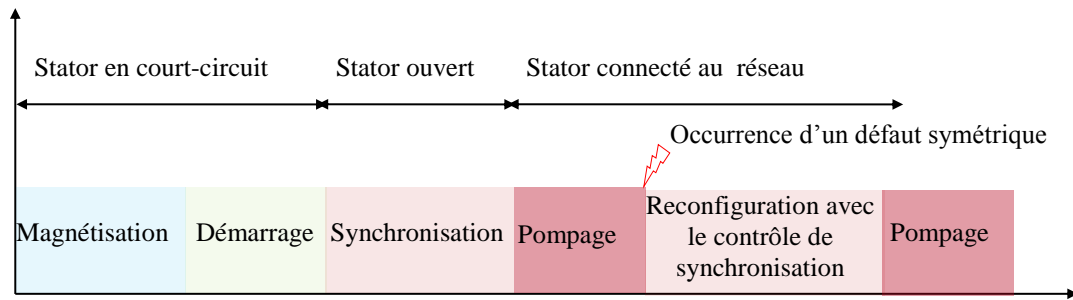 Stator en court-circuit
Stator ouvert
Stator connecté au réseau
Occurrence d’un défaut symétrique
Magnétisation
Démarrage
Synchronisation
Pompage
Reconfiguration avec
le contrôle de
synchronisation
Pompage